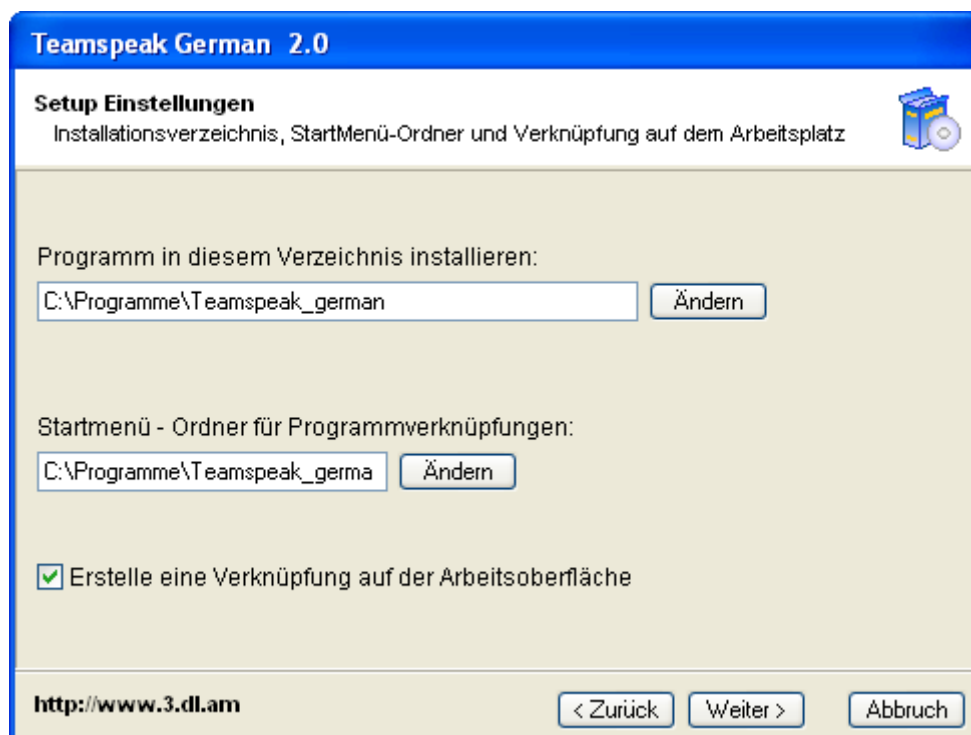 Teamspeak German 2.0
Setup Einstellungen
Installationsverzeichnis, StartMenü-Ordner und Verknüpfung auf dem Arbeitsplatz
Programm in diesem Verzeichnis installieren:
C:\Programme\Teamspeak_german
Ändern
Startmenü - Ordner für Programmverknüpfungen:
C:\Programme\Teamspeak_germa
Ändern
Erstelle eine Verknüpfung auf der Arbeitsoberfläche
http://www.3.dl.am
< Zurück
Weiter >
Abbruch